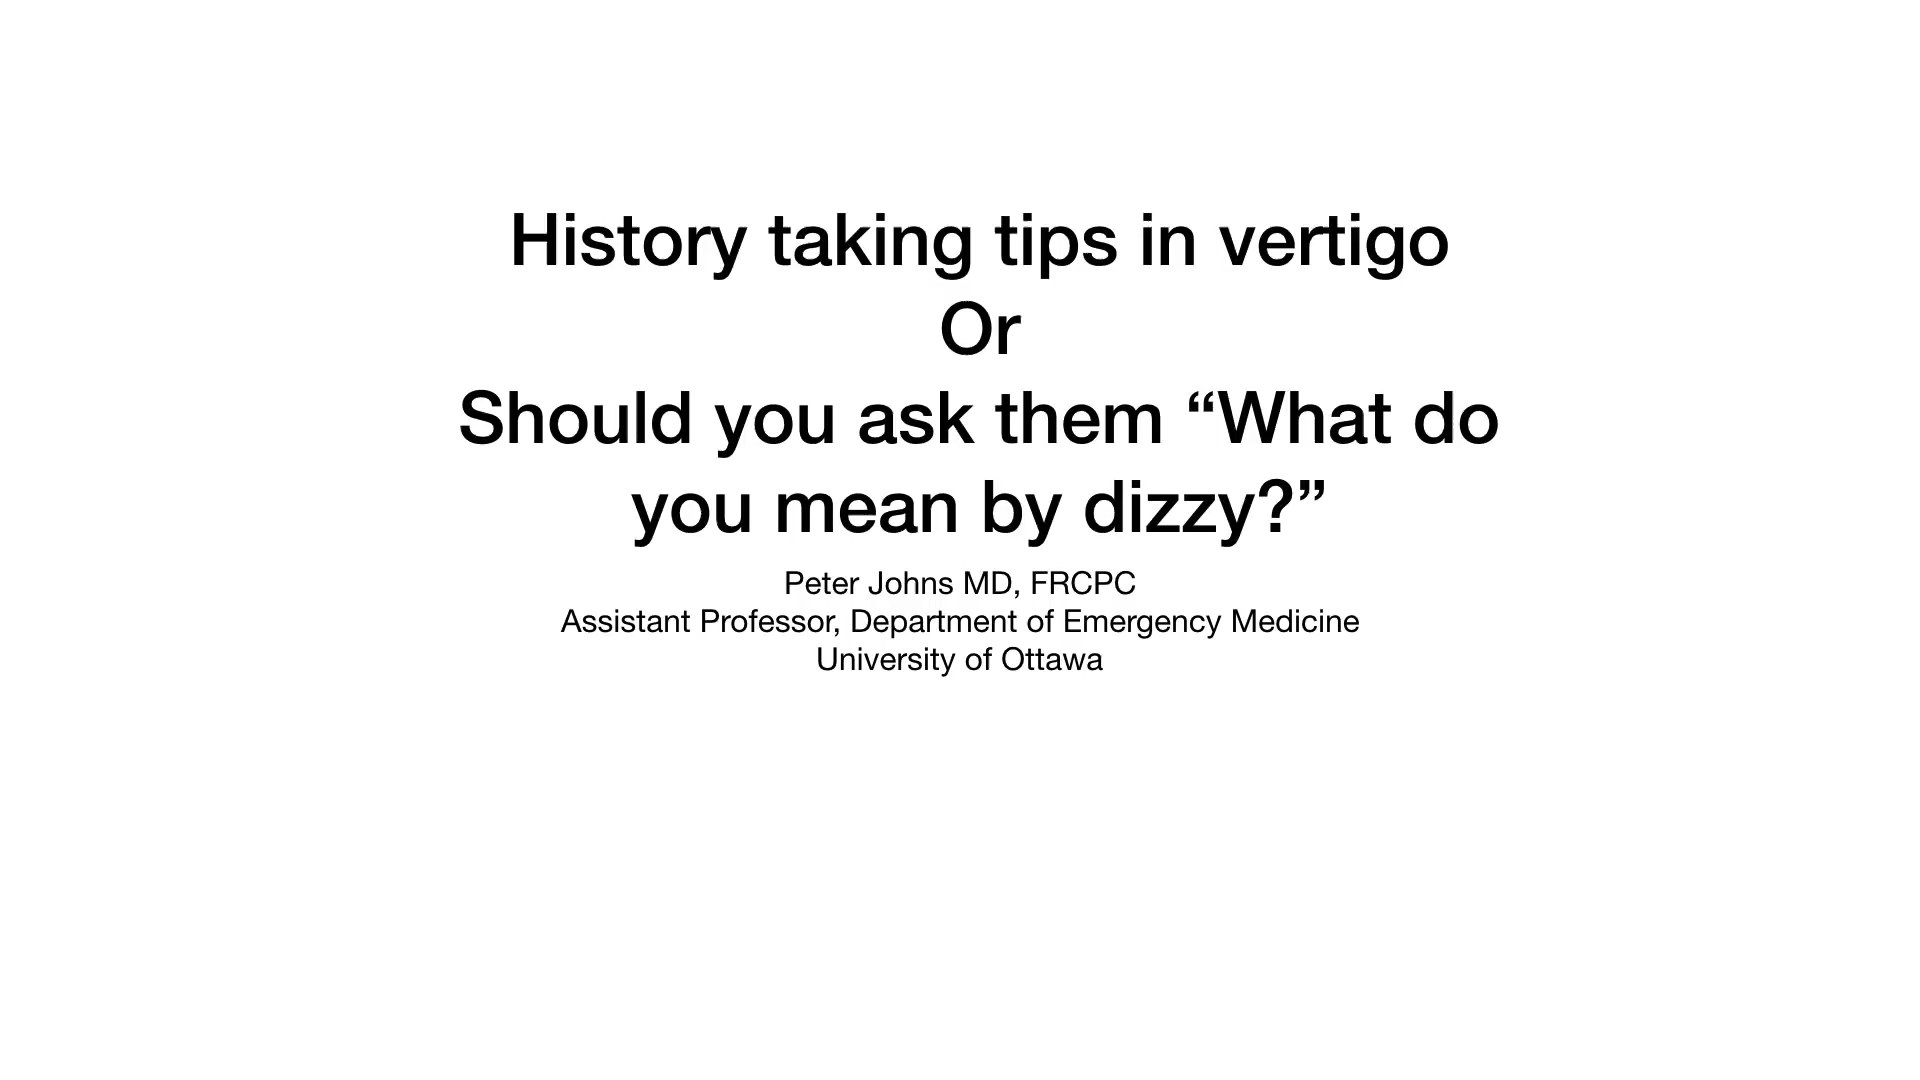 History taking tips in vertigo
Or
Should you ask them “What do
you mean by dizzy?”
Peter Johns MD, FRCPC
Assistant Professor, Department of Emergency Medicine
University of Ottawa